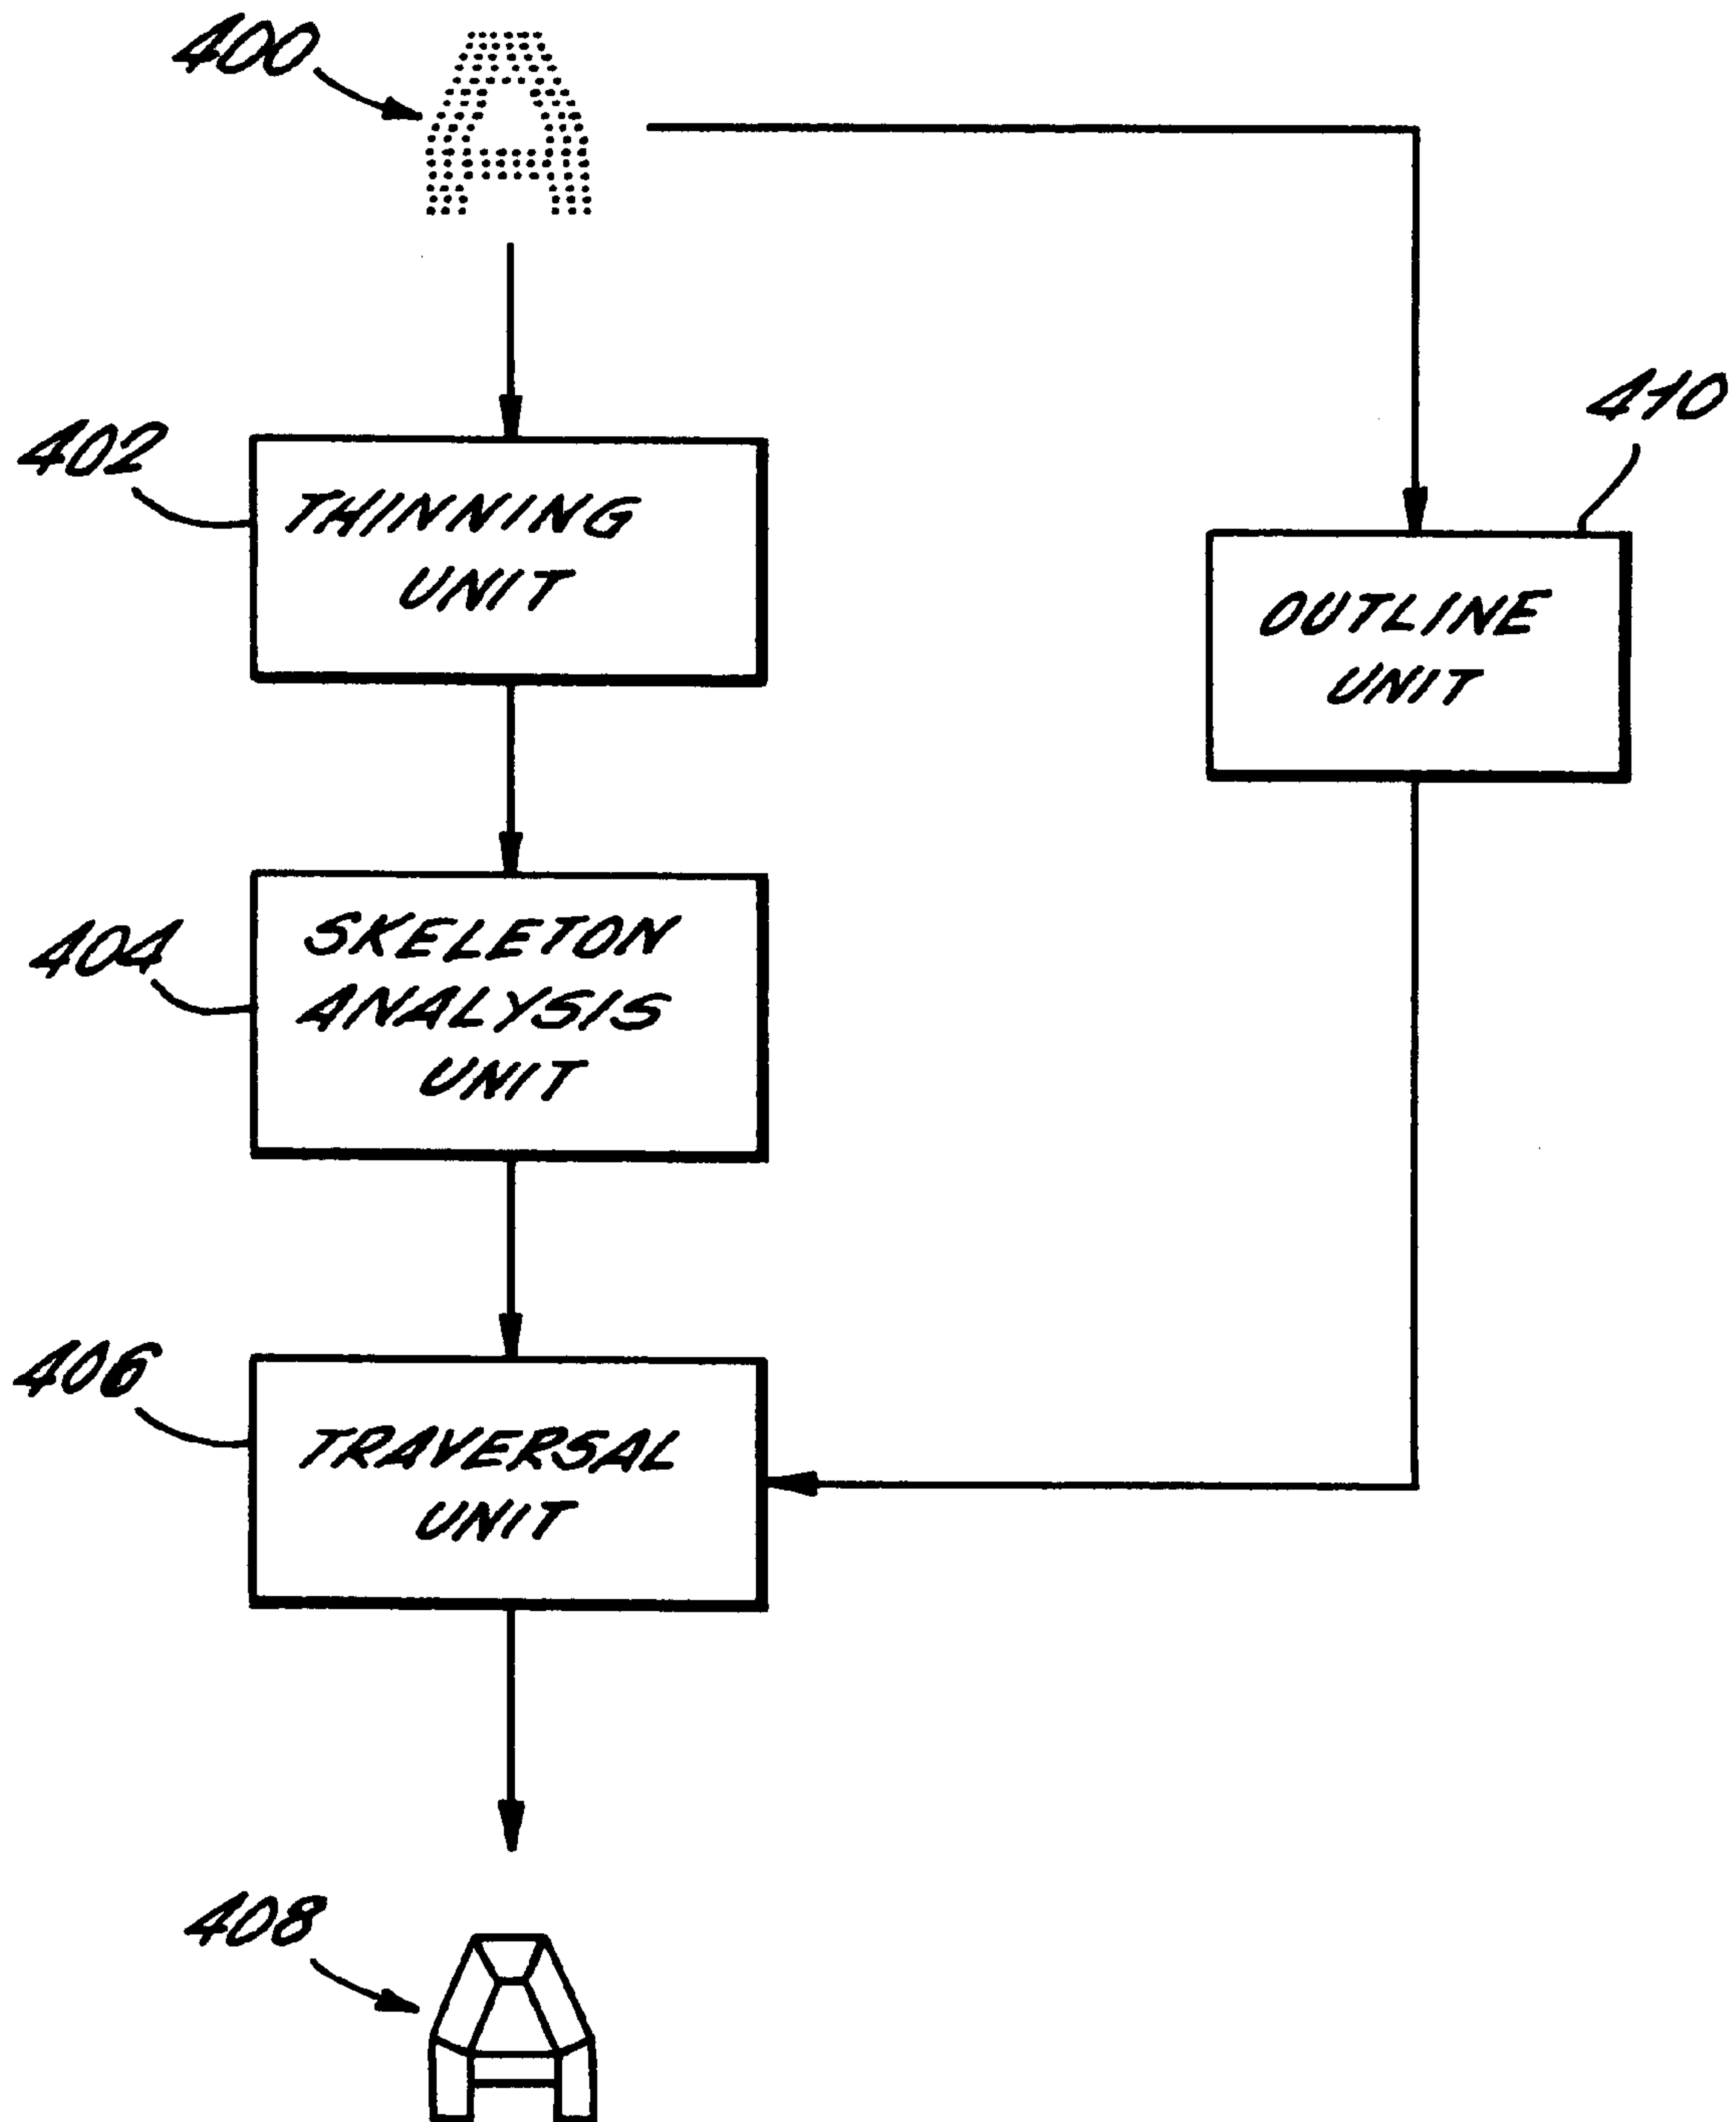 400
402
THINNING
UNIT
410
OUTLINE
UNIT
404
SKELETON
ANALYSIS
UNIT
406
TRAVERSAL
UNIT
408